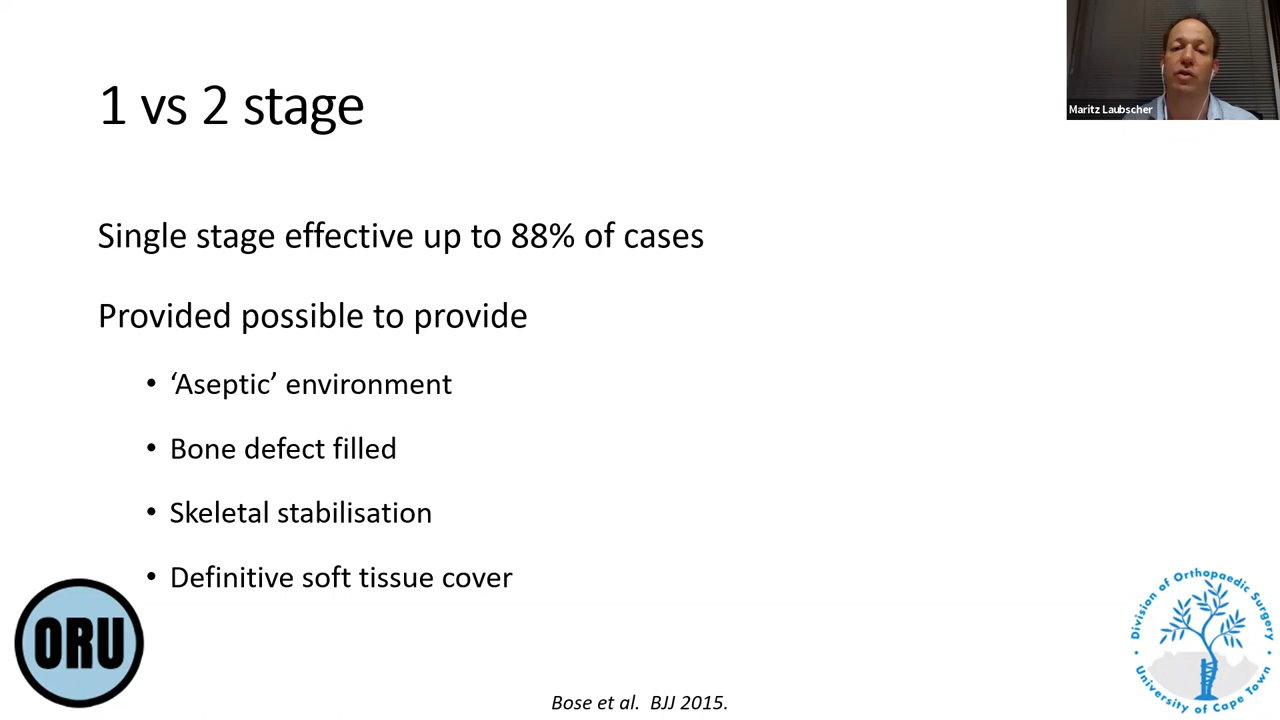 1 vs 2 stage
Maritz Laubscher
Single stage effective up to 88% of cases
Provided possible to provide
• ‘Aseptic’ environment
• Bone defect filled
• Skeletal stabilisation
• Definitive soft tissue cover
ORU
Division of Orthopaedic Surgery
• University of Cape Town •
Bose et al. BJJ 2015.